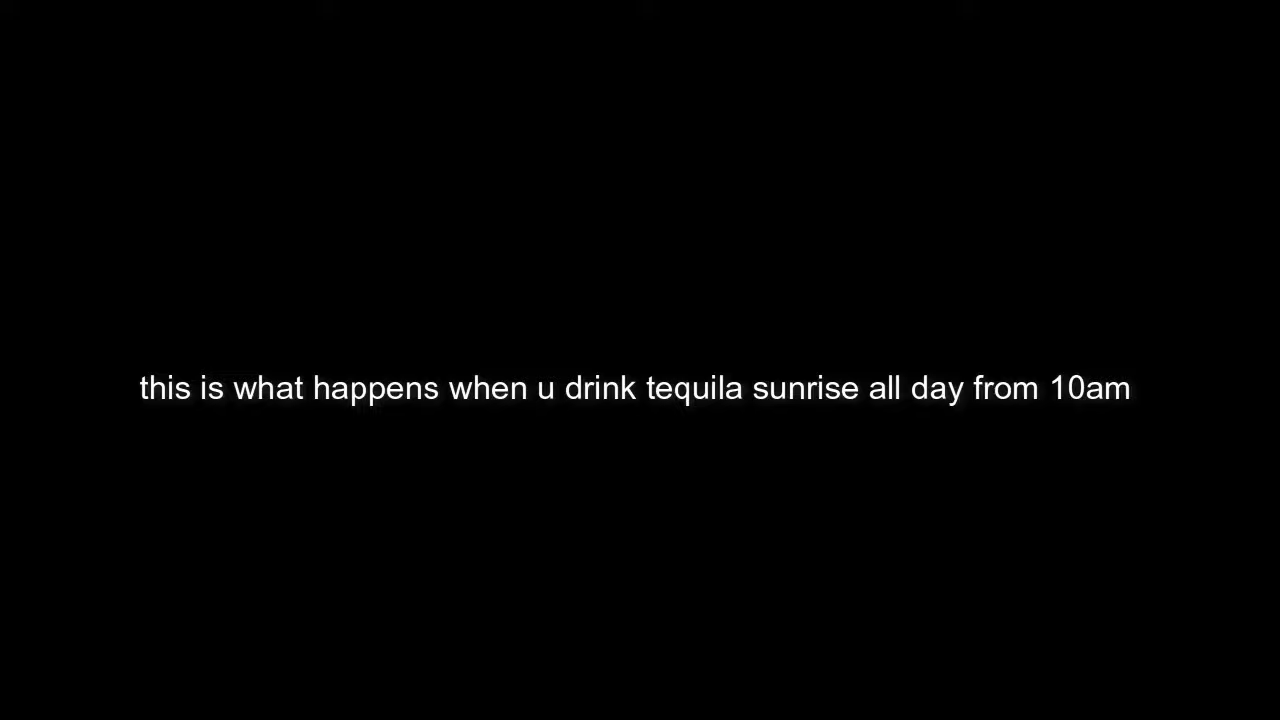 this is what happens when u drink tequila sunrise all day from 10am